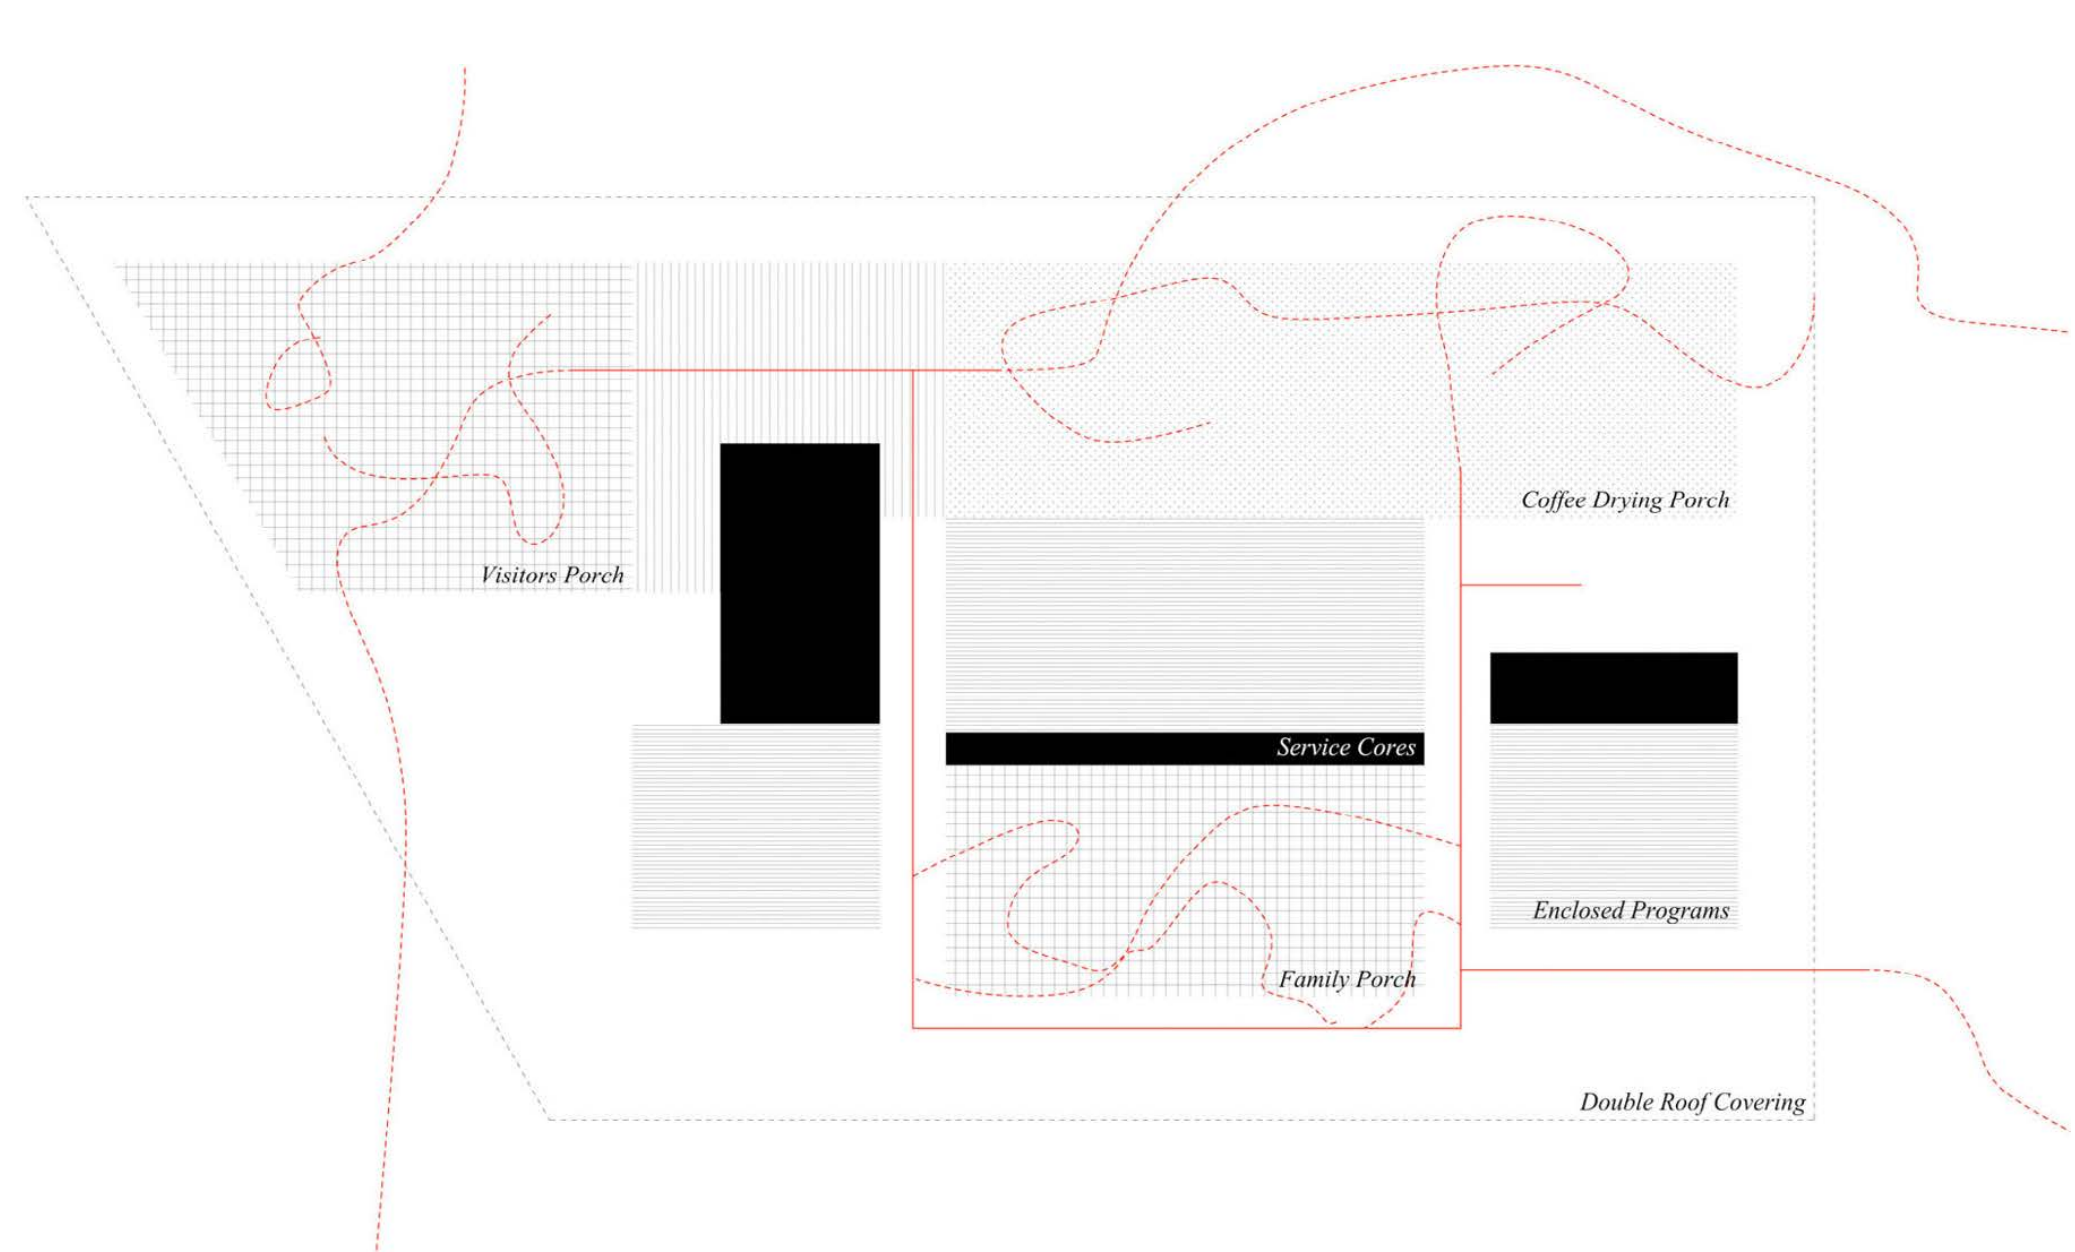 Coffee Drying Porch
Visitors Porch
Service Cores
Enclosed Programs
Family Porch
Double Roof Covering